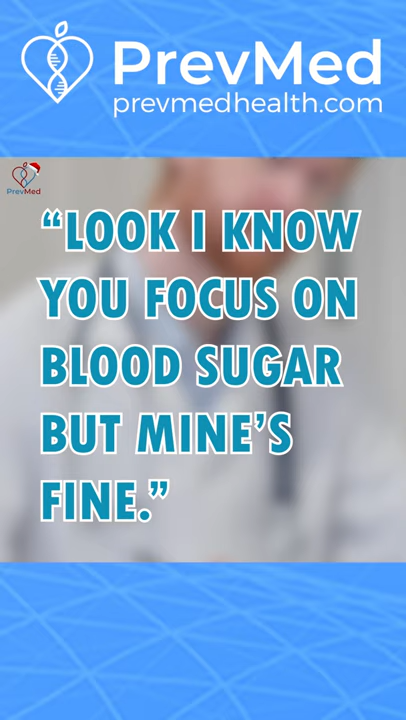 PrevMed
prevmedhealth.com
PrevMed
“LOOK I KNOW
YOU FOCUS ON
BLOOD SUGAR
BUT MINE’S
FINE.”